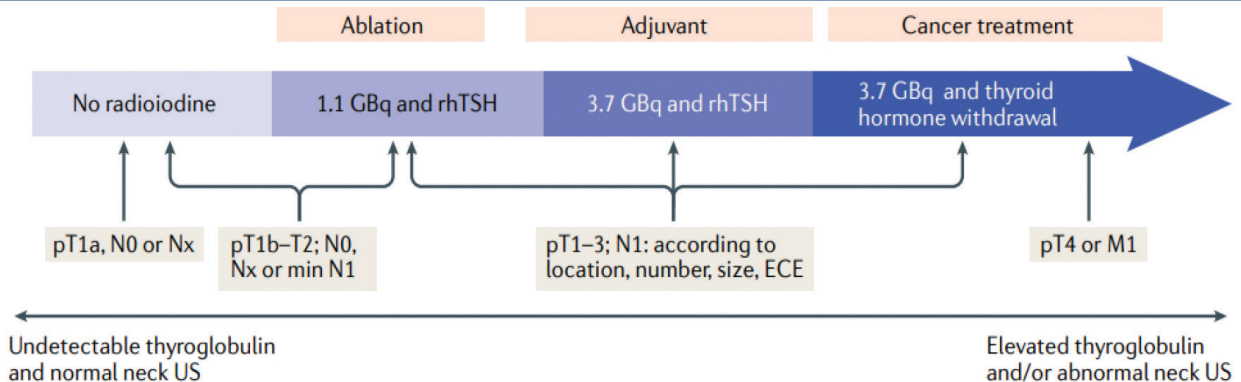 Ablation
Adjuvant
Cancer treatment
No radioiodine
1.1 GBq and rhTSH
3.7 GBq and rhTSH
3.7 GBq and thyroid
hormone withdrawal
pT1a, N0 or Nx
pT1b–T2; N0,
Nx or min N1
pT1–3; N1: according to
location, number, size, ECE
pT4 or M1
Undetectable thyroglobulin
and normal neck US
Elevated thyroglobulin
and/or abnormal neck US